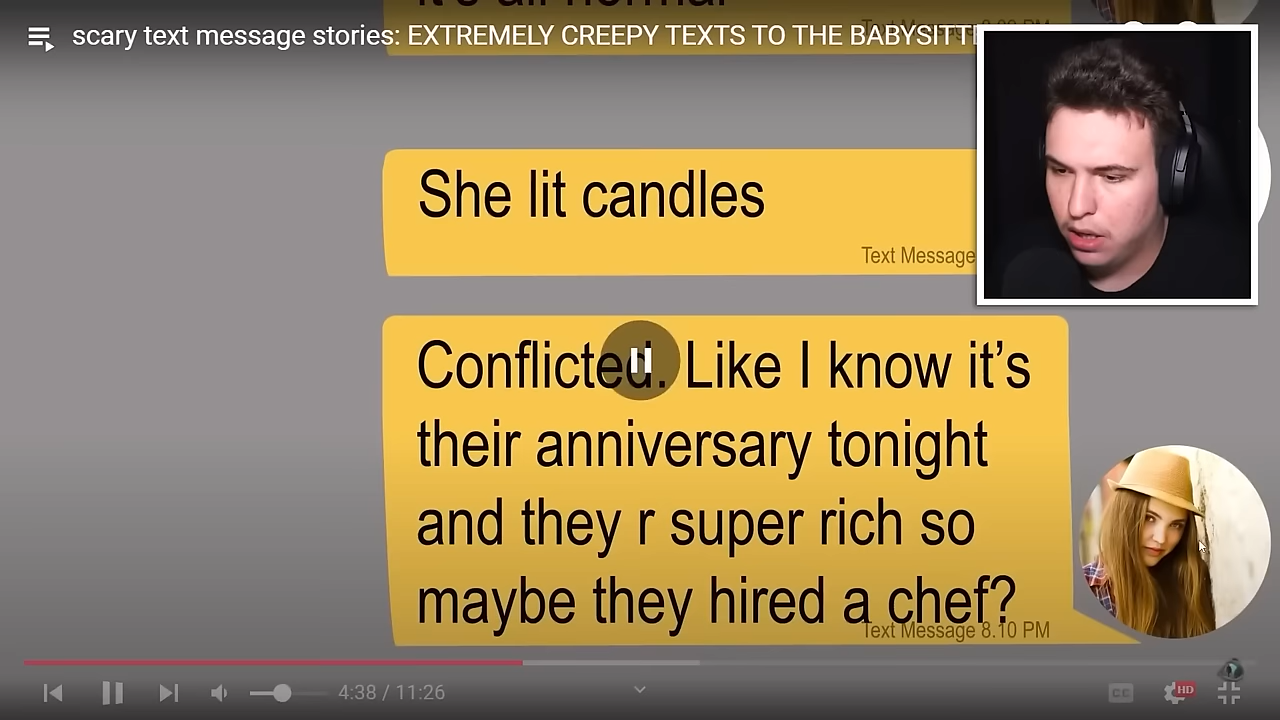 it's all normal
scary text message stories: EXTREMELY CREEPY TEXTS TO THE BABYSITT
She lit candles
Text Message
Conflicted. Like I know it’s
their anniversary tonight
and they r super rich so
maybe they hired a chef?
Text Message 8.10 PM
4:38 / 11:26
CC
HD